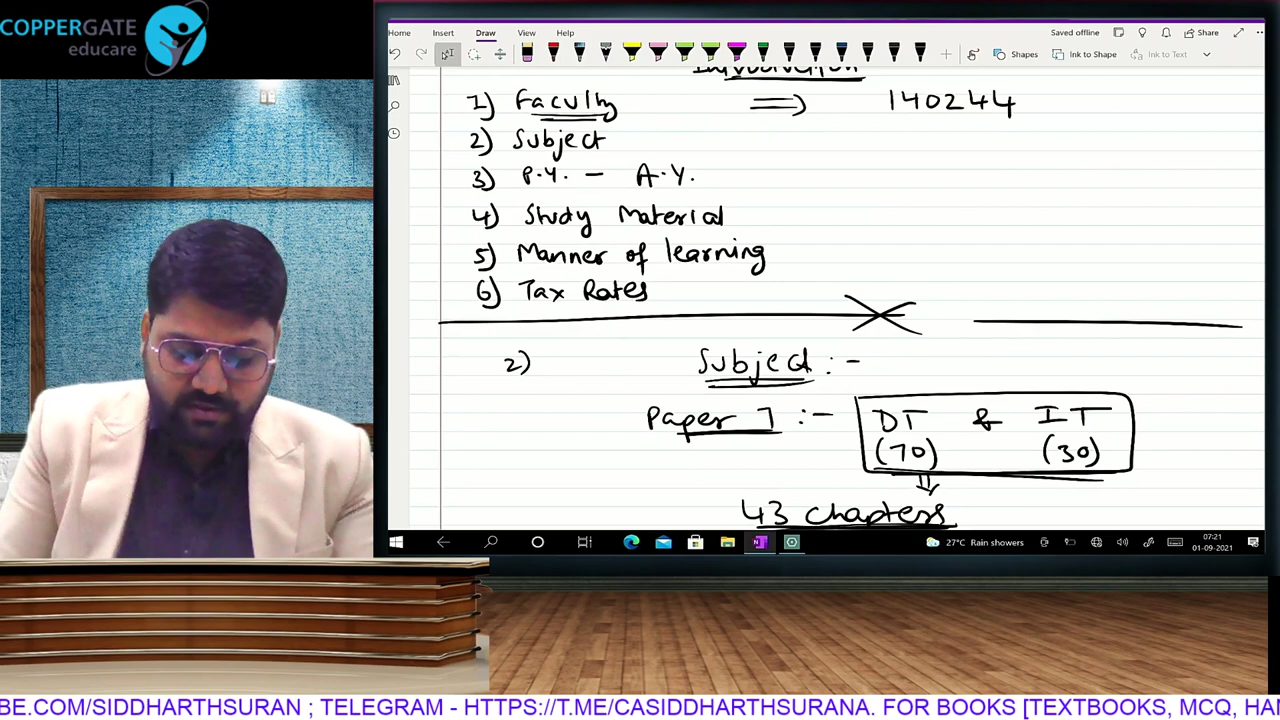 COPPERGATE
educare
Home Insert Draw View Help
Saved offline
Share
Shapes
Ink to Shape
Ink to Text
Introduction
1) Faculty ⇒ 140244
2) Subject
3) P.Y. - A.Y.
4) Study Material
5) Manner of learning
6) Tax Rates
2) Subject :-
Paper 7 :- DT & IT
(70) (30)
43 chapters
27°C Rain showers
07:21
01-09-2021
BE.COM/SIDDHARTHSURAN ; TELEGRAM - HTTPS://T.ME/CASIDDHARTHSURANA. FOR BOOKS [TEXTBOOKS, MCQ, HAN